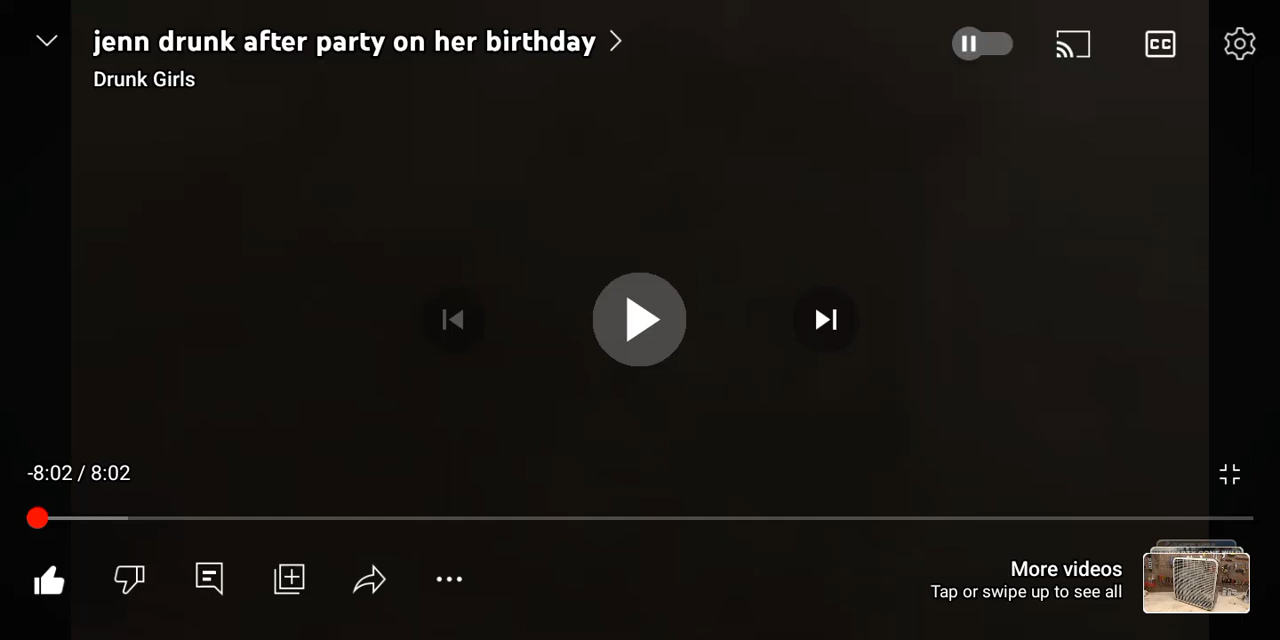 jenn drunk after party on her birthday
Drunk Girls
CC
-8:02 / 8:02
More videos
Tap or swipe up to see all